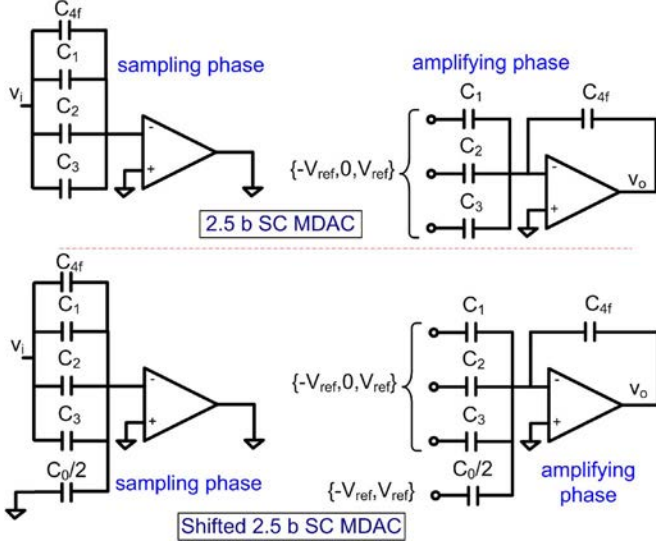 C4f
C1
sampling phase
vi
C2
C3
-
+
amplifying phase
C1
C4f
C2
{-Vref,0,Vref}
C3
-
+
vo
2.5 b SC MDAC
C4f
C1
vi
C2
C3
-
+
C0/2
sampling phase
C1
C4f
C2
{-Vref,0,Vref}
C3
-
+
vo
C0/2
{-Vref,Vref}
amplifying
phase
Shifted 2.5 b SC MDAC